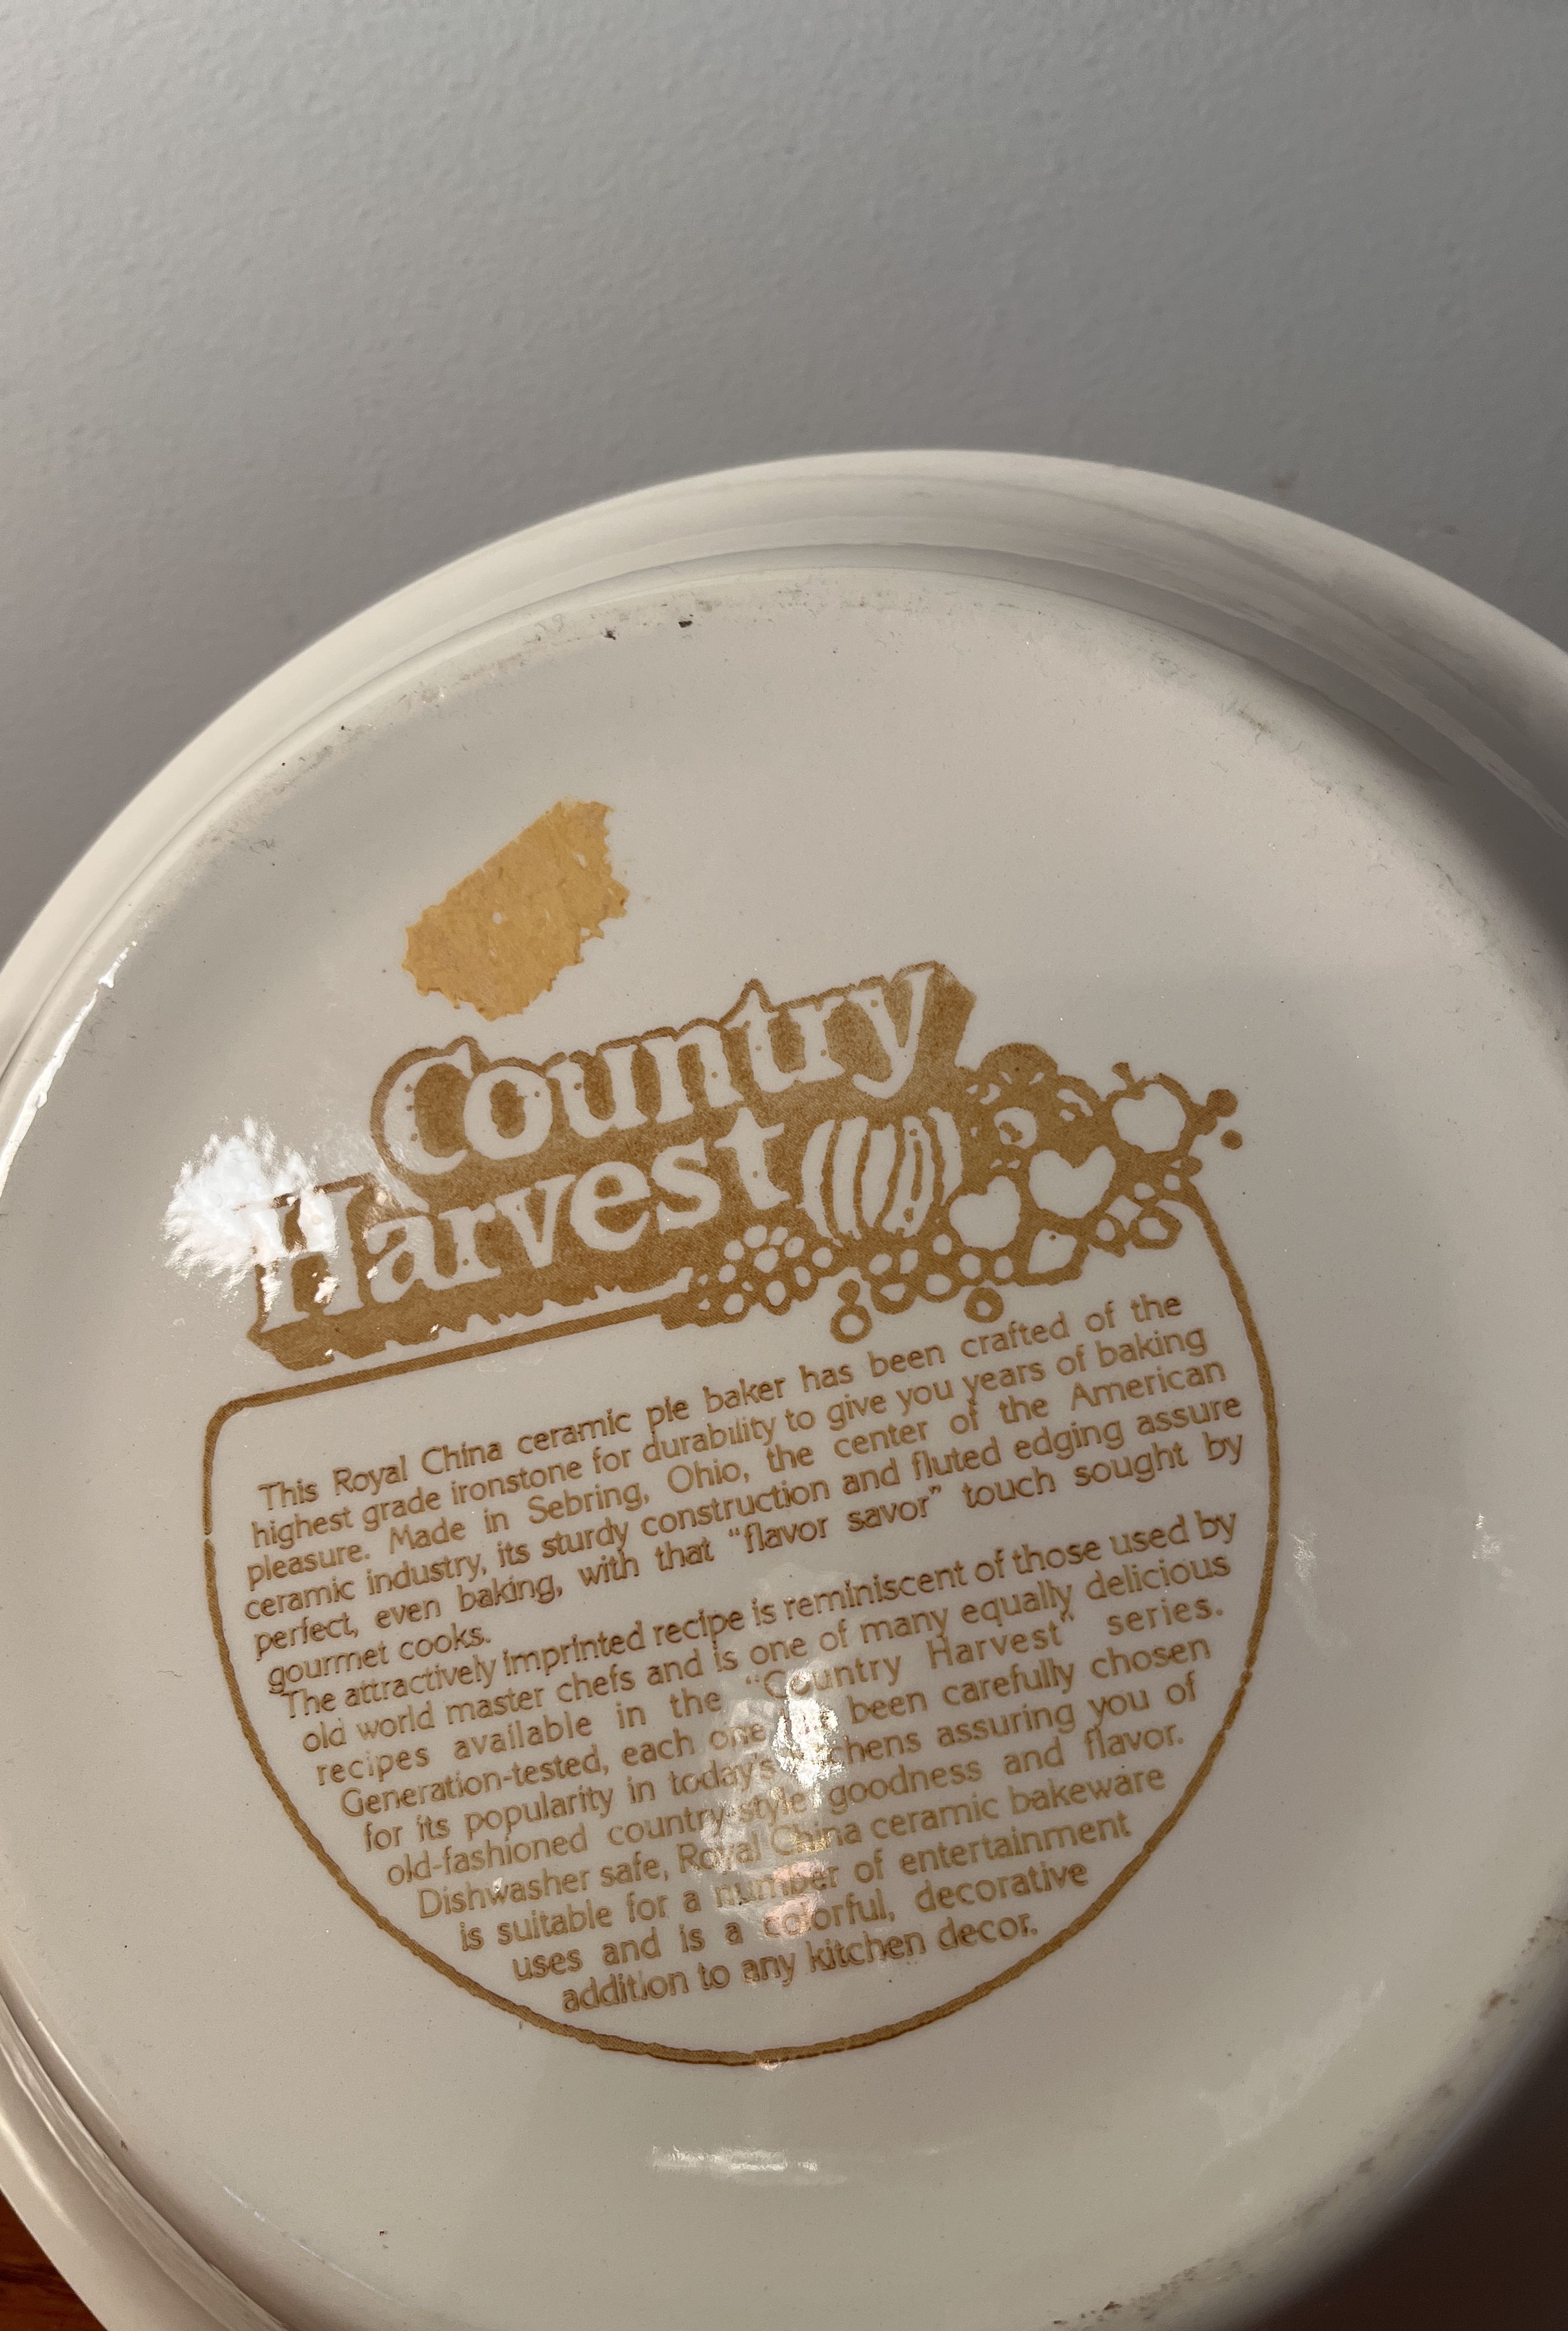 Country
Harvest
This Royal China ceramic pie baker has been crafted of the
highest grade ironstone for durability to give you years of baking
pleasure. Made in Sebring, Ohio, the center of the American
ceramic industry, its sturdy construction and fluted edging assure
perfect, even baking, with that “flavor savor” touch sought by
gourmet cooks.
The attractively imprinted recipe is reminiscent of those used by
old world master chefs and is one of many equally delicious
recipes available in the “Country Harvest” series.
Generation-tested, each one been carefully chosen
for its popularity in today's kitchens assuring you of
old-fashioned country-style goodness and flavor.
Dishwasher safe, Royal China ceramic bakeware
is suitable for a number of entertainment
uses and is a colorful, decorative
addition to any kitchen decor.